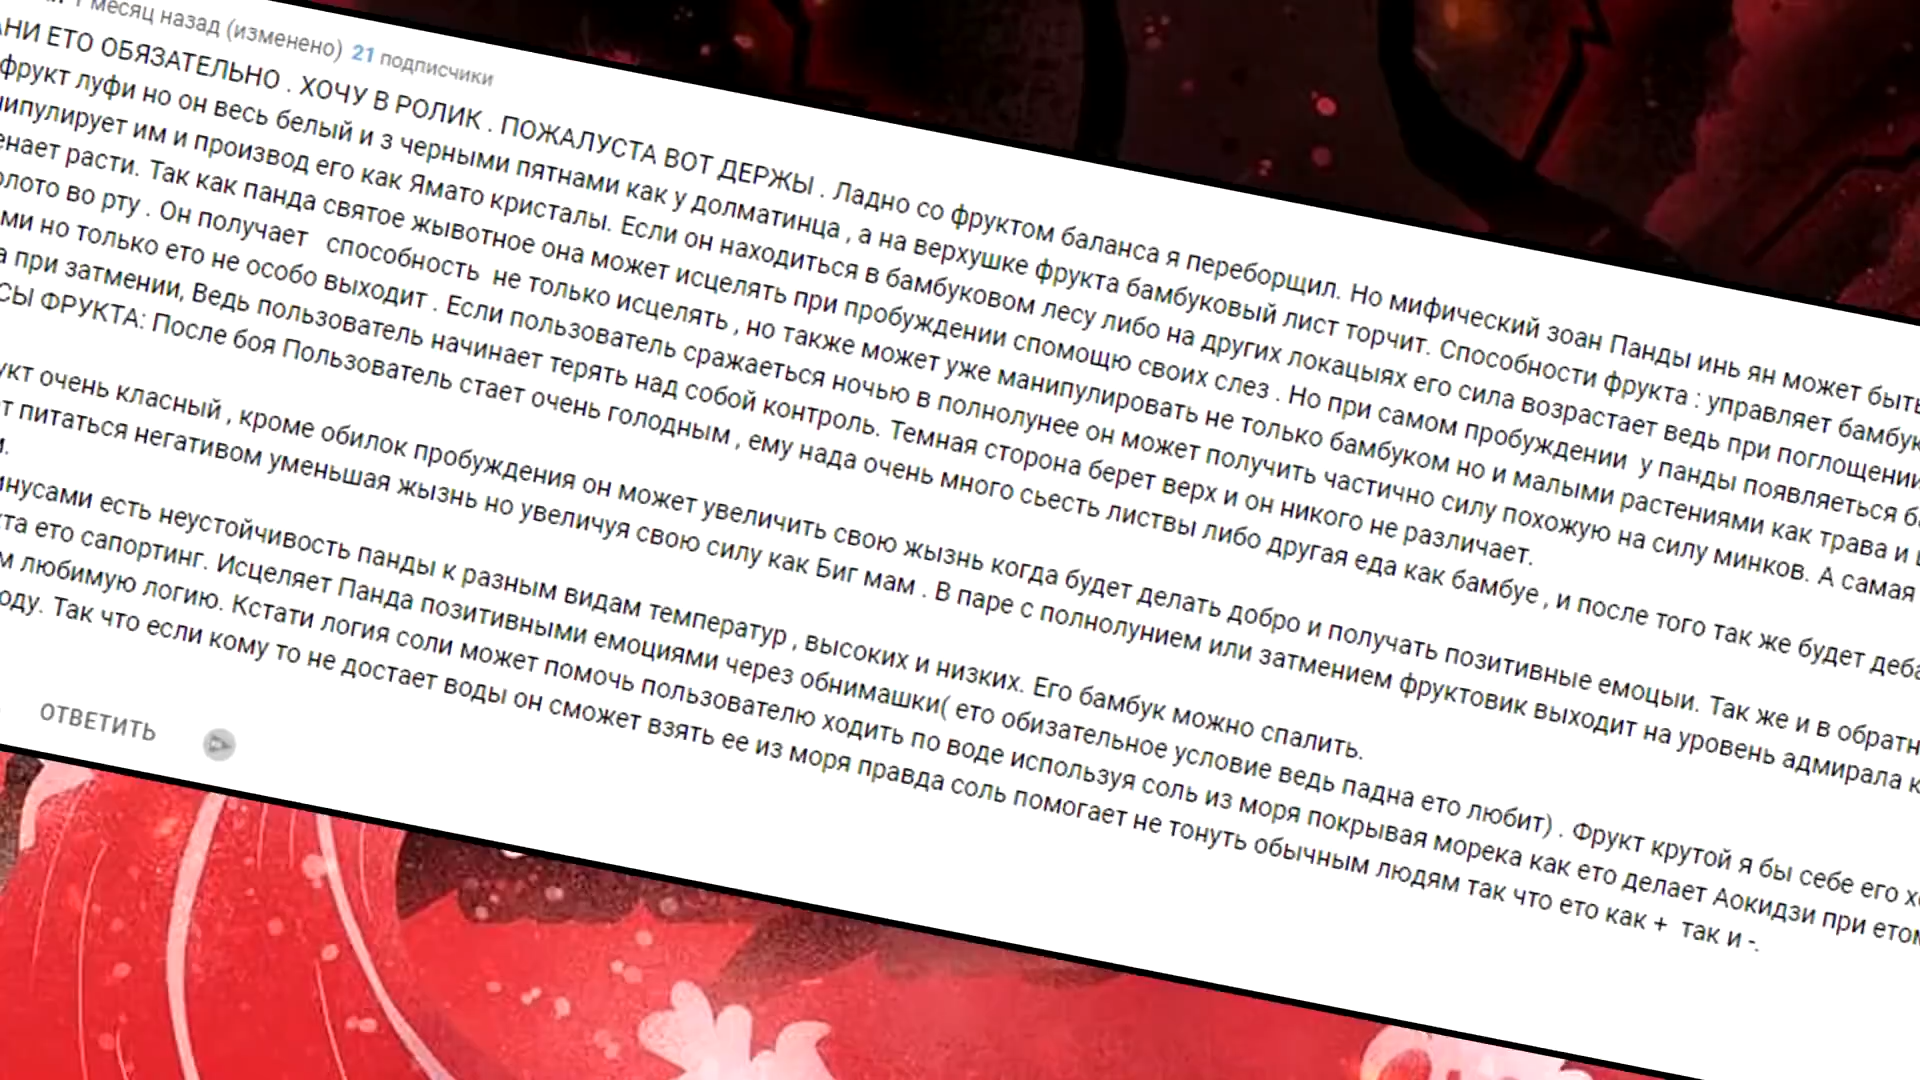 1 месяц назад (изменено) 21 подписчики
АНИ ЕТО ОБЯЗАТЕЛЬНО . ХОЧУ В РОЛИК . ПОЖАЛУСТА ВОТ ДЕРЖЫ . Ладно со фруктом баланса я переборщил. Но мифический зоан Панды инь ян может быть
фрукт луфи но он весь белый и з черными пятнами как у долматинца , а на верхушке фрукта бамбуковый лист торчит. Способности фрукта : управляет бамбук
нипулирует им и производ его как Ямато кристалы. Если он находиться в бамбуковом лесу либо на других локацыях его сила возрастает ведь при поглощении
енает расти. Так как панда святое жывотное она может исцелять при пробуждении спомощю своих слез . Но при самом пробуждении у панды появляеться б
олото во рту . Он получает способность не только исцелять , но также может уже манипулировать не только бамбуком но и малыми растениями как трава и
ми но только ето не особо выходит . Если пользователь сражаеться ночью в полнолунее он может получить частично силу похожую на силу минков. А самая
а при затмении, Ведь пользователь начинает терять над собой контроль. Темная сторона берет верх и он никого не различает.
СЫ ФРУКТА: После боя Пользователь стает очень голодным , ему нада очень много сьесть листвы либо другая еда как бамбуе , и после того так же будет деба
укт очень класный , кроме обилок пробуждения он может увеличить свою жызнь когда будет делать добро и получать позитивные емоцыи. Так же и в обратн
т питаться негативом уменьшая жызнь но увеличуя свою силу как Биг мам . В паре с полнолунием или затмением фруктовик выходит на уровень адмирала к
и.
инусами есть неустойчивость панды к разным видам температур , высоких и низких. Его бамбук можно спалить.
кта ето сапортинг. Исцеляет Панда позитивными емоциями через обнимашки( ето обизательное условие ведь падна ето любит) . Фрукт крутой я бы себе его х
м любимую логию. Кстати логия соли может помочь пользователю ходить по воде используя соль из моря покрывая морека как ето делает Аокидзи при етом
оду. Так что если кому то не достает воды он сможет взять ее из моря правда соль помогает не тонуть обычным людям так что ето как + так и -.
ОТВЕТИТЬ